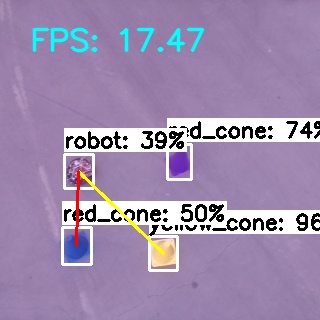 FPS: 17.47
red_cone: 74%
robot: 39%
red_cone: 50%
yellow_cone: 96